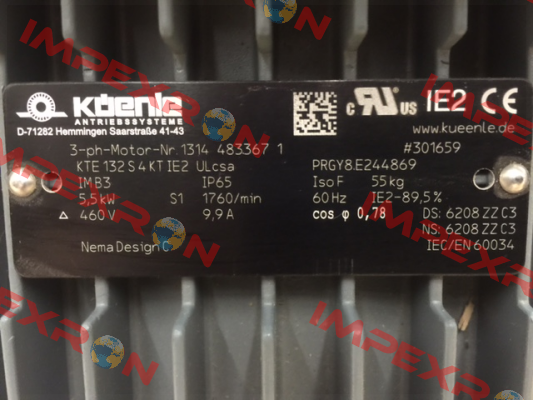 Küenle
ANTRIEBSSYSTEME
D-71282 Hemmingen Saarstraße 41-43
c UR us IE2 CE
www.kueenle.de
3-ph-Motor-Nr. 1314 483367 1 #301659
KTE 132 S 4 KT IE2 ULcsa PRGY8.E244869
IM B3 IP65 Iso F 55 kg
5,5 kW S1 1760/min 60 Hz IE2-89,5%
Δ 460 V 9,9 A cos φ 0,78 DS: 6208 ZZ C3
NS: 6208 ZZ C3
Nema Design IEC/EN 60034
IMPEXRON
IMPEXRON
IMPEXRON
IMPEXRON
IMPEXRON